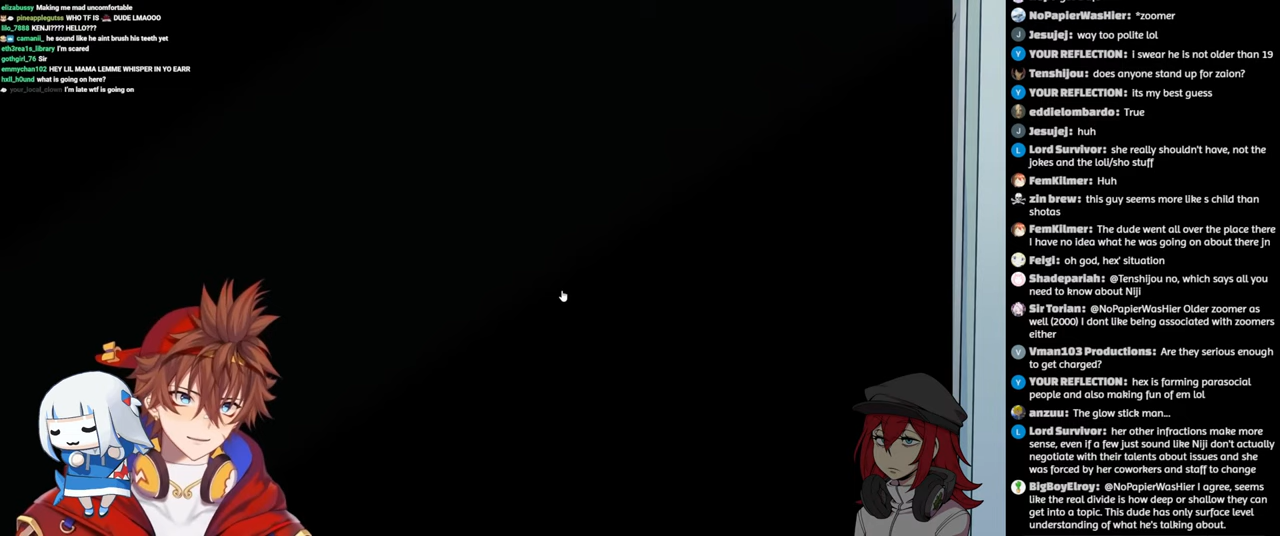 elizabussy Making me mad uncomfortable
pineapplegutss WHO TF IS DUDE LMAOOO
lilo_7888 KENJI???? HELLO???
camanii_ he sound like he aint brush his teeth yet
eth3rea1s_library I'm scared
gothgirl_76 Sir
emmychan102 HEY LIL MAMA LEMME WHISPER IN YO EARR
hxll_h0und what is going on here?
your_local_clown I'm late wtf is going on
NoPapierWasHier: *zoomer
Jesujej: way too polite lol
YOUR REFLECTION: i swear he is not older than 19
Tenshijou: does anyone stand up for zaion?
YOUR REFLECTION: its my best guess
eddielombardo: True
Jesujej: huh
Lord Survivor: she really shouldn't have, not the
jokes and the loli/sho stuff
FemKilmer: Huh
zin brew: this guy seems more like s child than
shotas
FemKilmer: The dude went all over the place there
I have no idea what he was going on about there jn
Feigi: oh god, hex' situation
Shadepariah: @Tenshijou no, which says all you
need to know about Niji
Sir Torian: @NoPapierWasHier Older zoomer as
well (2000) I dont like being associated with zoomers
either
Vman103 Productions: Are they serious enough
to get charged?
YOUR REFLECTION: hex is farming parasocial
people and also making fun of em lol
anzuu: The glow stick man...
Lord Survivor: her other infractions make more
sense, even if a few just sound like Niji don't actually
negotiate with their talents about issues and she
was forced by her coworkers and staff to change
BigBoyElroy: @NoPapierWasHier I agree, seems
like the real divide is how deep or shallow they can
get into a topic. This dude has only surface level
understanding of what he's talking about.